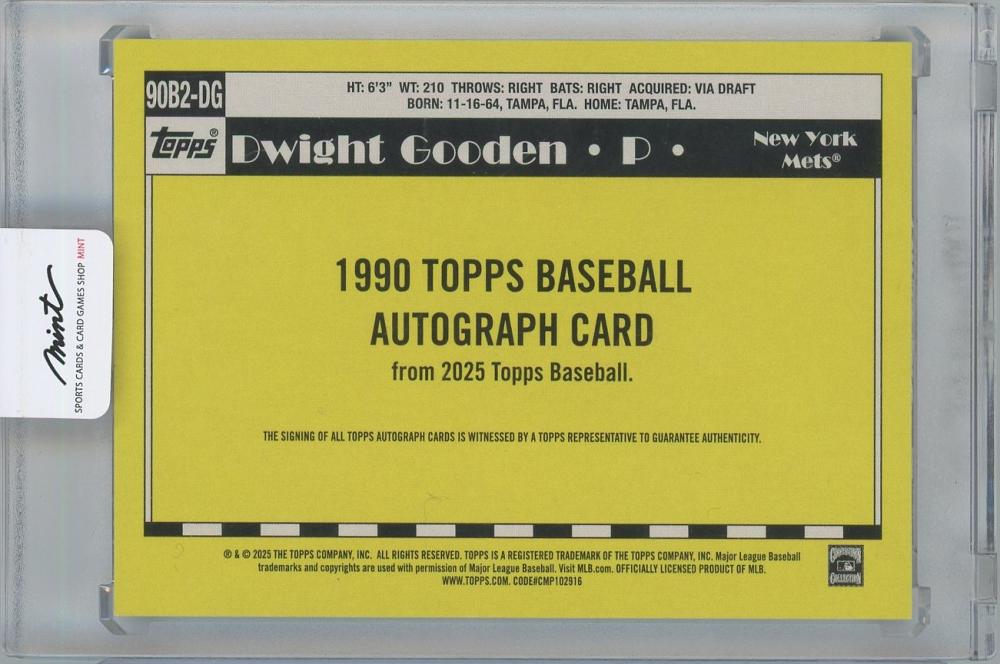 90B2-DG
HT: 6'3" WT: 210 THROWS: RIGHT BATS: RIGHT ACQUIRED: VIA DRAFT
BORN: 11-16-64, TAMPA, FLA. HOME: TAMPA, FLA.
Topps®
Dwight Gooden • P •
New York
Mets®
1990 TOPPS BASEBALL
AUTOGRAPH CARD
from 2025 Topps Baseball.
THE SIGNING OF ALL TOPPS AUTOGRAPH CARDS IS WITNESSED BY A TOPPS REPRESENTATIVE TO GUARANTEE AUTHENTICITY.
® & © 2025 THE TOPPS COMPANY, INC. ALL RIGHTS RESERVED. TOPPS IS A REGISTERED TRADEMARK OF THE TOPPS COMPANY, INC. Major League Baseball
trademarks and copyrights are used with permission of Major League Baseball. Visit MLB.com. OFFICIALLY LICENSED PRODUCT OF MLB.
WWW.TOPPS.COM. CODE#CMP102916
COOPERSTOWN
COLLECTION
mint
SPORTS CARDS & CARD GAMES SHOP MINT